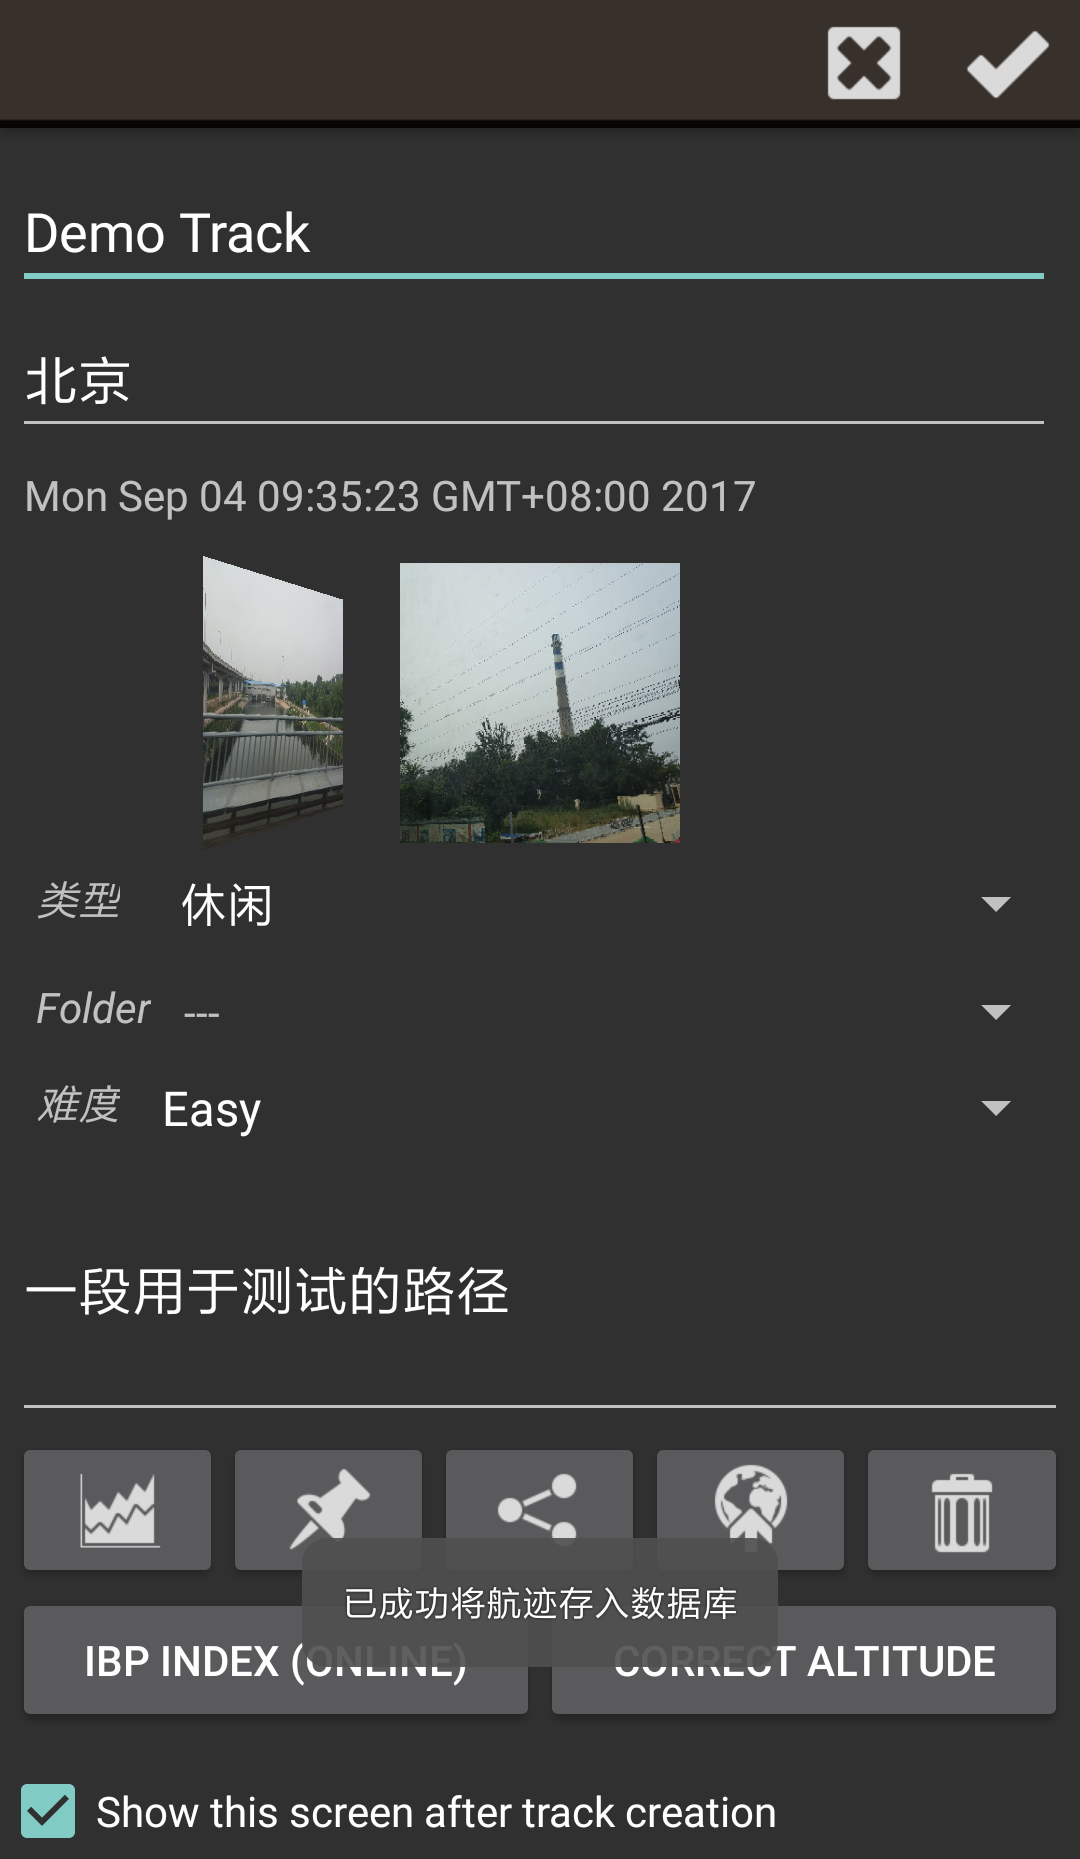 Demo Track
北京
Mon Sep 04 09:35:23 GMT+08:00 2017
类型 休闲
Folder ---
难度 Easy
一段用于测试的路径
已成功将航迹存入数据库
IBP INDEX (ONLINE) CORRECT ALTITUDE
Show this screen after track creation